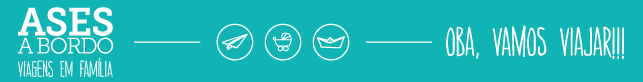 ASES
A BORDO
VIAGENS EM FAMÍLIA
OBA, VAMOS VIAJAR!!!